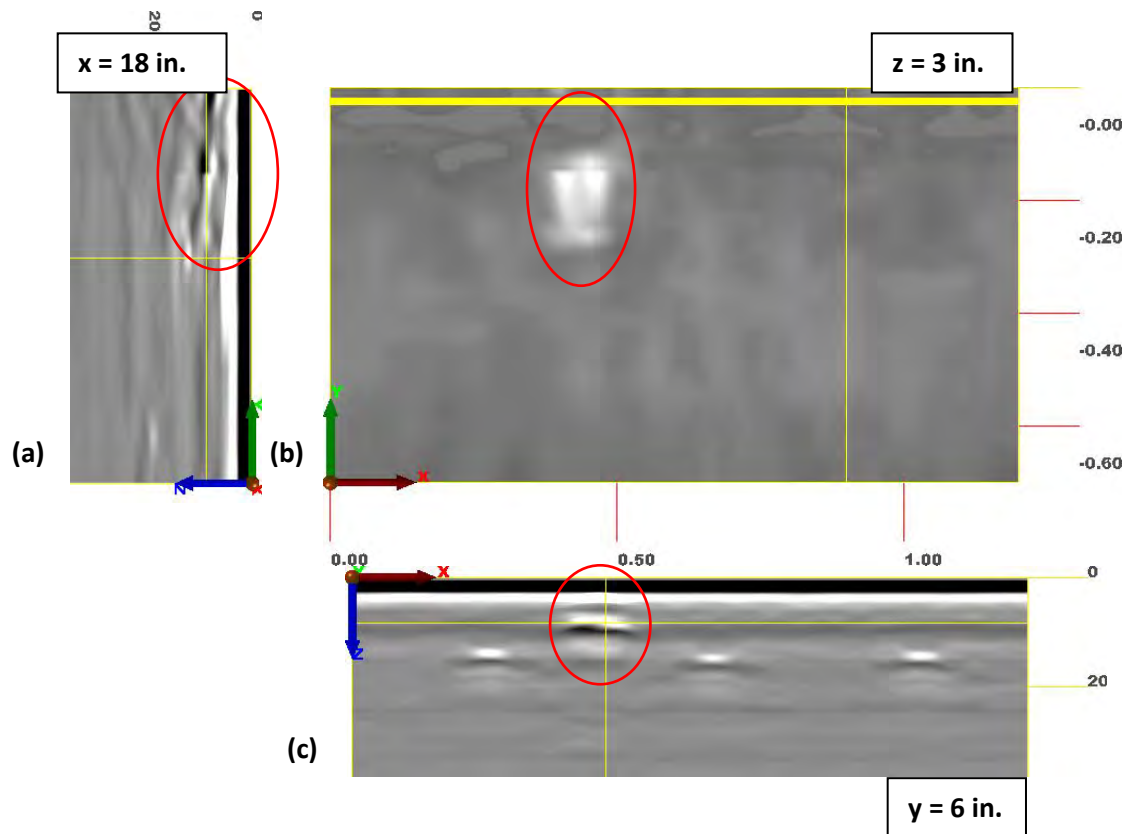 20
0
x = 18 in.
z = 3 in.
-0.00
-0.20
-0.40
-0.60
Y
Z
X
(a)
(b)
Y
X
0.00
0.50
1.00
Y
X
Z
0
20
(c)
y = 6 in.